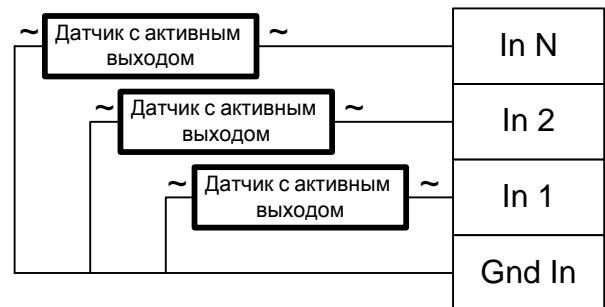 ~ Датчик с активным выходом ~ In N
~ Датчик с активным выходом ~ In 2
~ Датчик с активным выходом ~ In 1
Gnd In